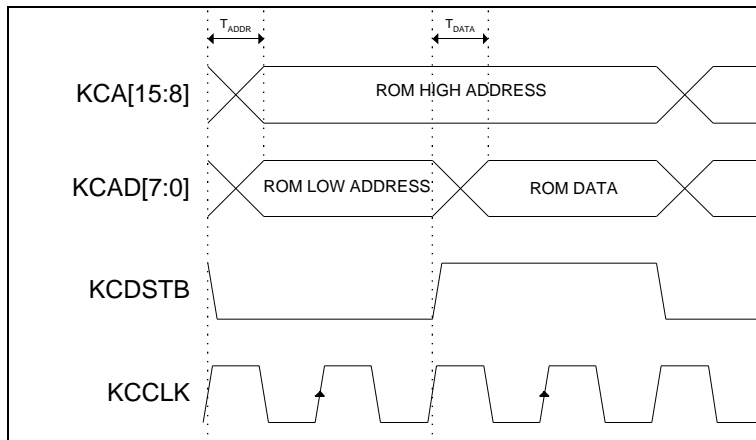 TADDR
TDATA
KCA[15:8]
ROM HIGH ADDRESS
KCAD[7:0]
ROM LOW ADDRESS
ROM DATA
KCDSTB
KCCLK